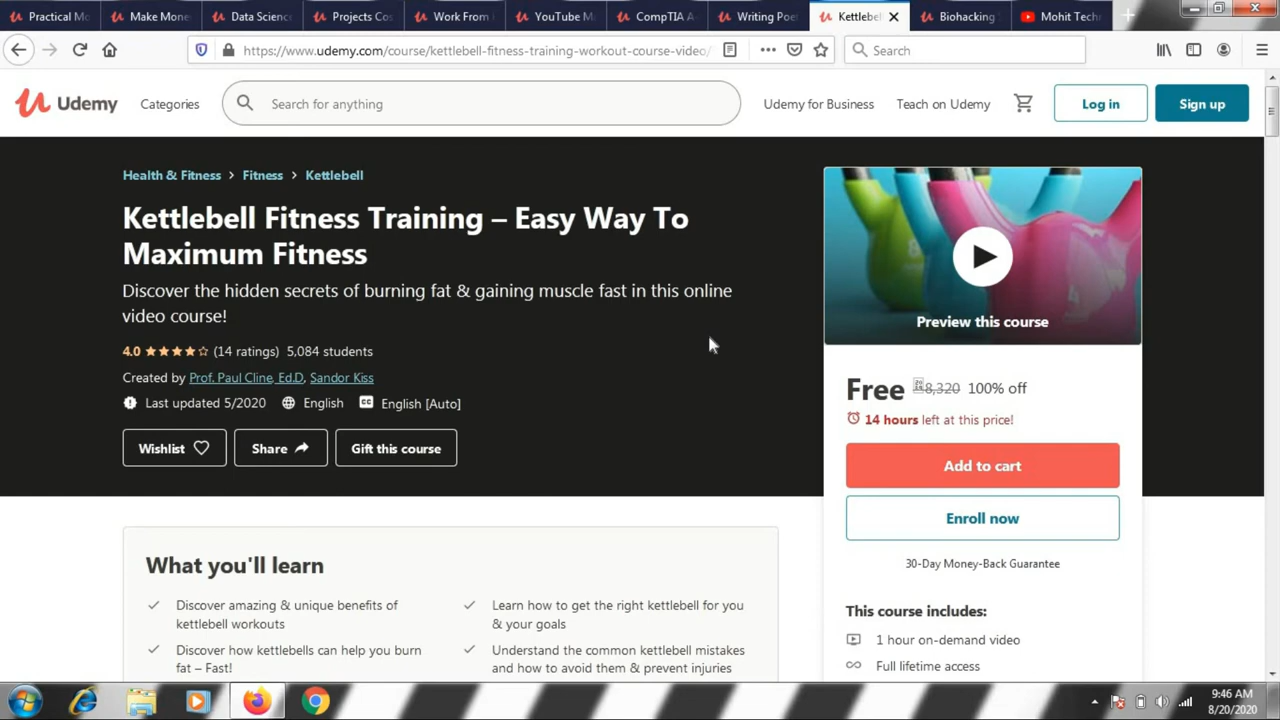 Practical Mo
Make Mone
Data Science
Projects Cos
Work From
YouTube M
CompTIA A
Writing Poe
Kettlebel
Biohacking
Mohit Techn
https://www.udemy.com/course/kettlebell-fitness-training-workout-course-video/
Search
Udemy
Categories
Search for anything
Udemy for Business
Teach on Udemy
Log in
Sign up
Health & Fitness > Fitness > Kettlebell
Kettlebell Fitness Training – Easy Way To
Maximum Fitness
Discover the hidden secrets of burning fat & gaining muscle fast in this online
video course!
4.0 (14 ratings) 5,084 students
Created by Prof. Paul Cline, Ed.D, Sandor Kiss
Last updated 5/2020 English CC English [Auto]
Wishlist
Share
Gift this course
Preview this course
Free 8,320 100% off
14 hours left at this price!
Add to cart
Enroll now
30-Day Money-Back Guarantee
This course includes:
1 hour on-demand video
Full lifetime access
What you'll learn
Discover amazing & unique benefits of
kettlebell workouts
Discover how kettlebells can help you burn
fat – Fast!
Learn how to get the right kettlebell for you
& your goals
Understand the common kettlebell mistakes
and how to avoid them & prevent injuries
9:46 AM
8/20/2020